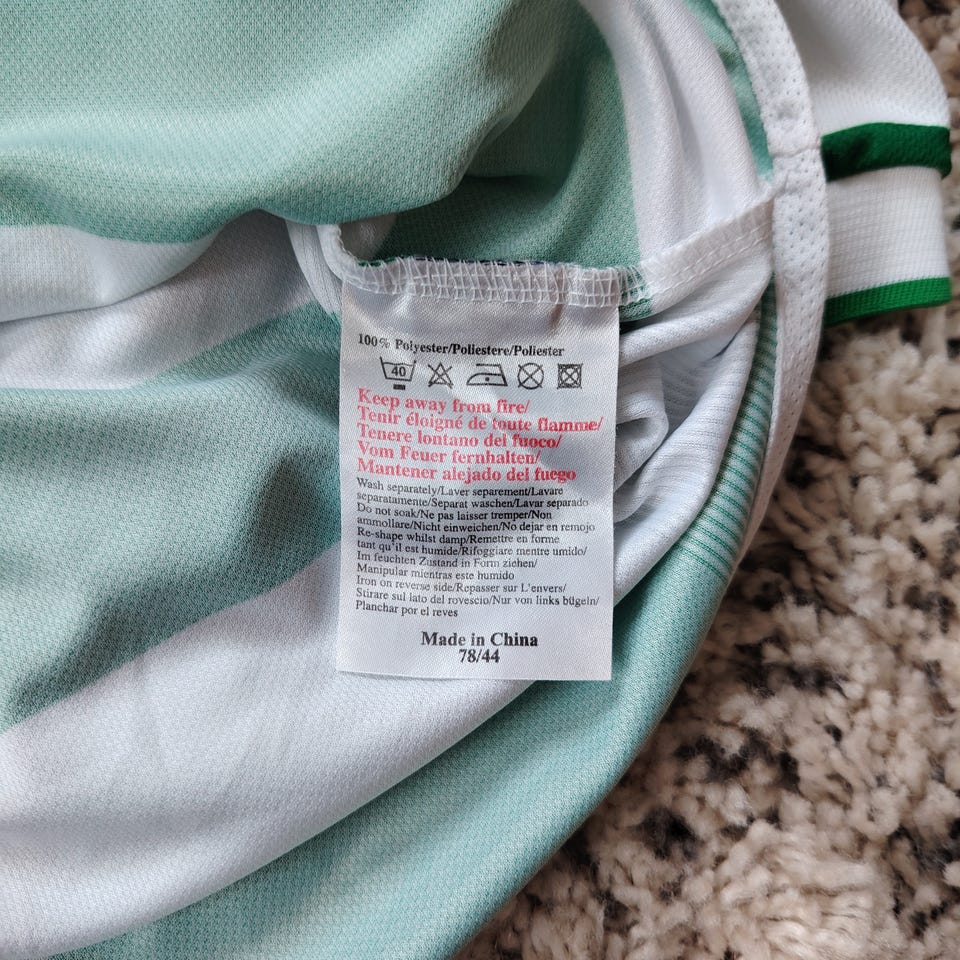 100% Polyester/Poliestere/Poliester
40
Keep away from fire/
Tenir éloigné de toute flamme/
Tenere lontano del fuoco/
Vom Feuer fernhalten/
Mantener alejado del fuego
Wash separately/Laver separement/Lavare
separatamente/Separat waschen/Lavar separado
Do not soak/Ne pas laisser tremper/Non
ammollare/Nicht einweichen/No dejar en remojo
Re-shape whilst damp/Remettre en forme
tant qu'il est humide/Rifoggiare mentre umido/
Im feuchten Zustand in Form ziehen/
Manipular mientras este humido
Iron on reverse side/Repasser sur L'envers/
Stirare sul lato del rovescio/Nur von links bügeln/
Planchar por el reves
Made in China
78/44